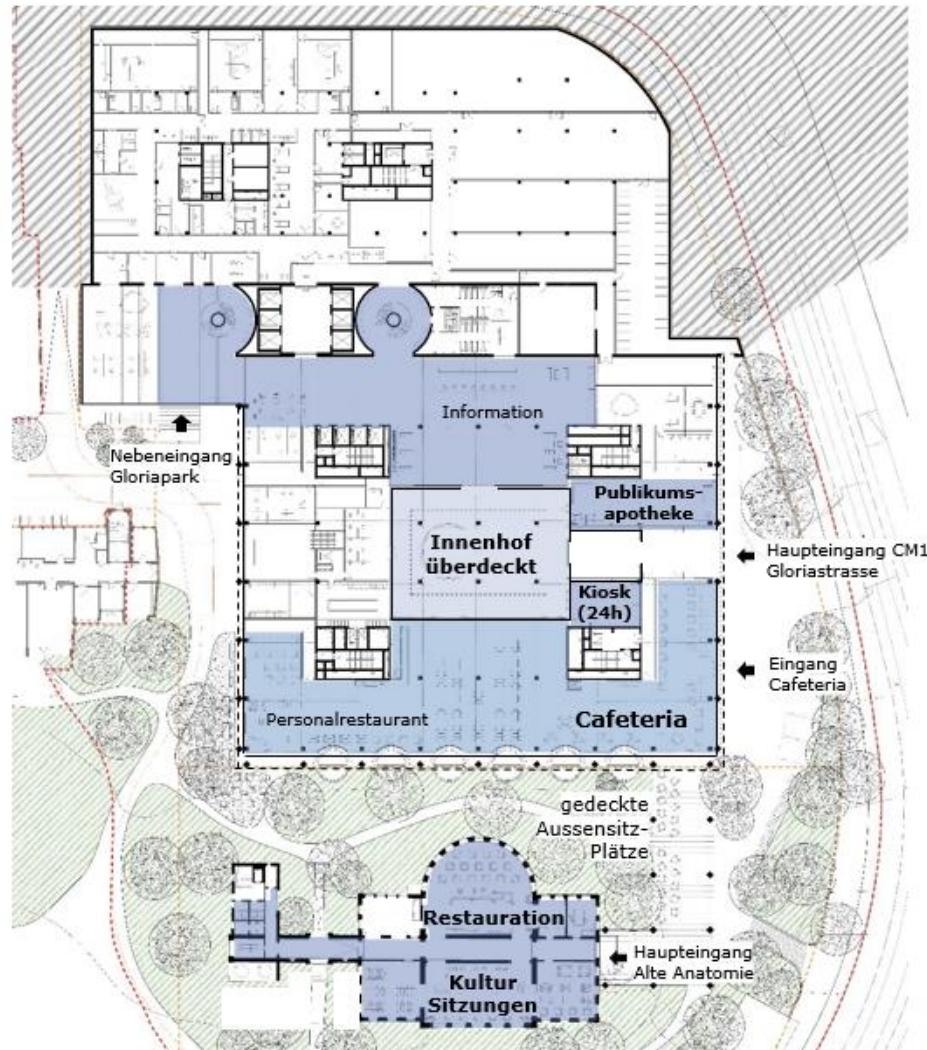 Information
Nebeneingang
Gloriapark
Publikums-
apotheke
Innenhof
überdeckt
Haupteingang CM1
Gloriastrasse
Kiosk
(24h)
Eingang
Cafeteria
Personalrestaurant
Cafeteria
gedeckte
Aussensitz-
Plätze
Restauration
Haupteingang
Alte Anatomie
Kultur
Sitzungen